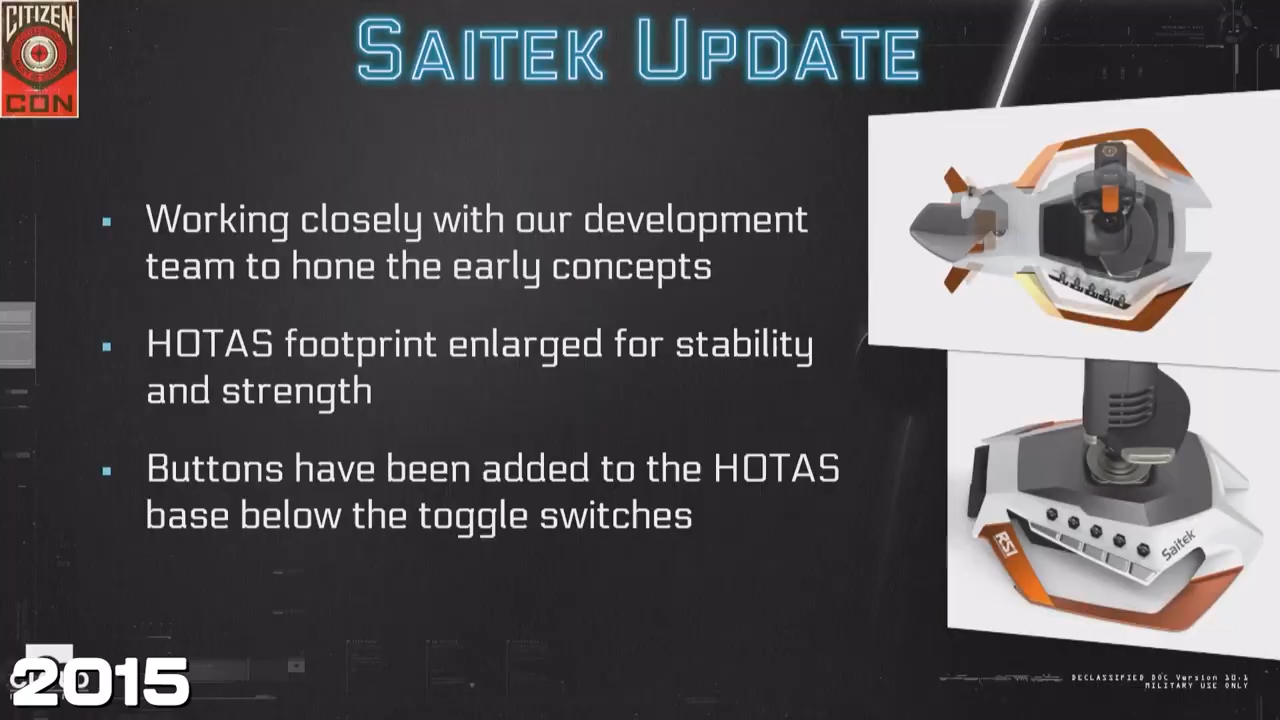 CITIZEN
CON
SAITEK UPDATE
▪ Working closely with our development
team to hone the early concepts
▪ HOTAS footprint enlarged for stability
and strength
▪ Buttons have been added to the HOTAS
base below the toggle switches
RSI
Saitek
2015
DECLASSIFIED DOC Version 10.1
MILITARY USE ONLY